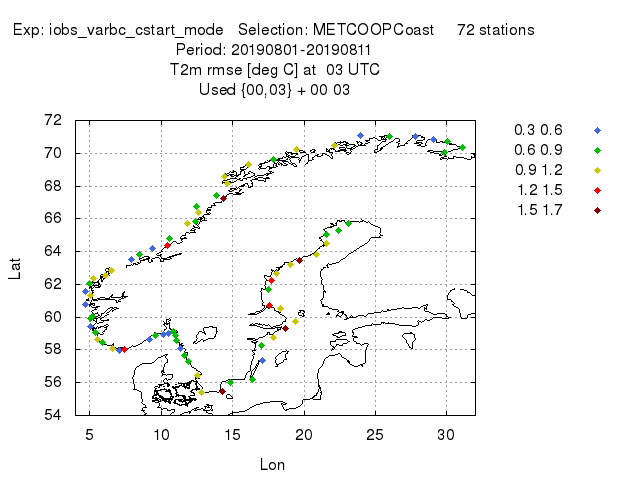 Exp: iobs_varbc_cstart_mode Selection: METCOOPCoast 72 stations
Period: 20190801-20190811
T2m rmse [deg C] at 03 UTC
Used {00,03} + 00 03
72
70
68
66
64
62
60
58
56
54
5 10 15 20 25 30
Lat
Lon
0.3 0.6
0.6 0.9
0.9 1.2
1.2 1.5
1.5 1.7